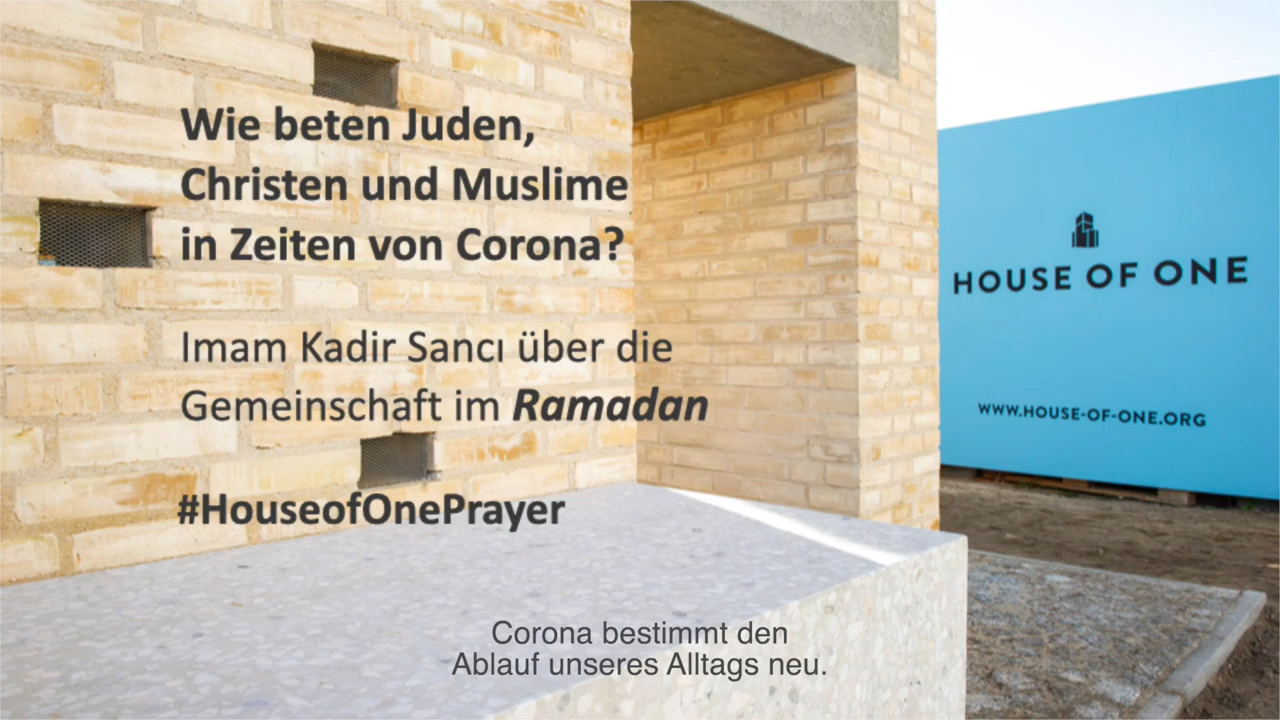 Wie beten Juden,
Christen und Muslime
in Zeiten von Corona?
Imam Kadir Sancı über die
Gemeinschaft im Ramadan
#HouseofOnePrayer
HOUSE OF ONE
WWW.HOUSE-OF-ONE.ORG
Corona bestimmt den
Ablauf unseres Alltags neu.